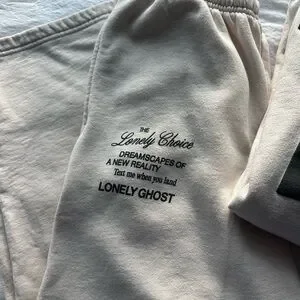 THE
Lonely Choice
DREAMSCAPES OF
A NEW REALITY
Text me when you land
LONELY GHOST